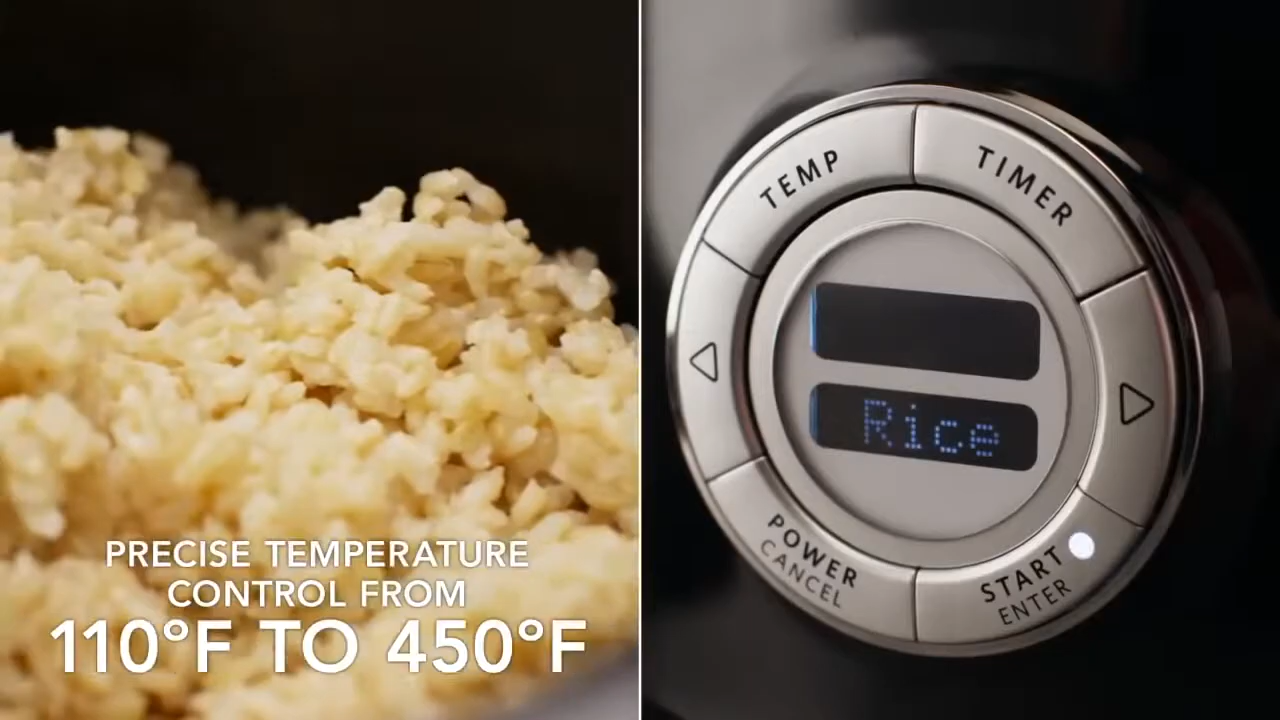 PRECISE TEMPERATURE
CONTROL FROM
110°F TO 450°F
TEMP
TIMER
Rice
POWER
CANCEL
START
ENTER